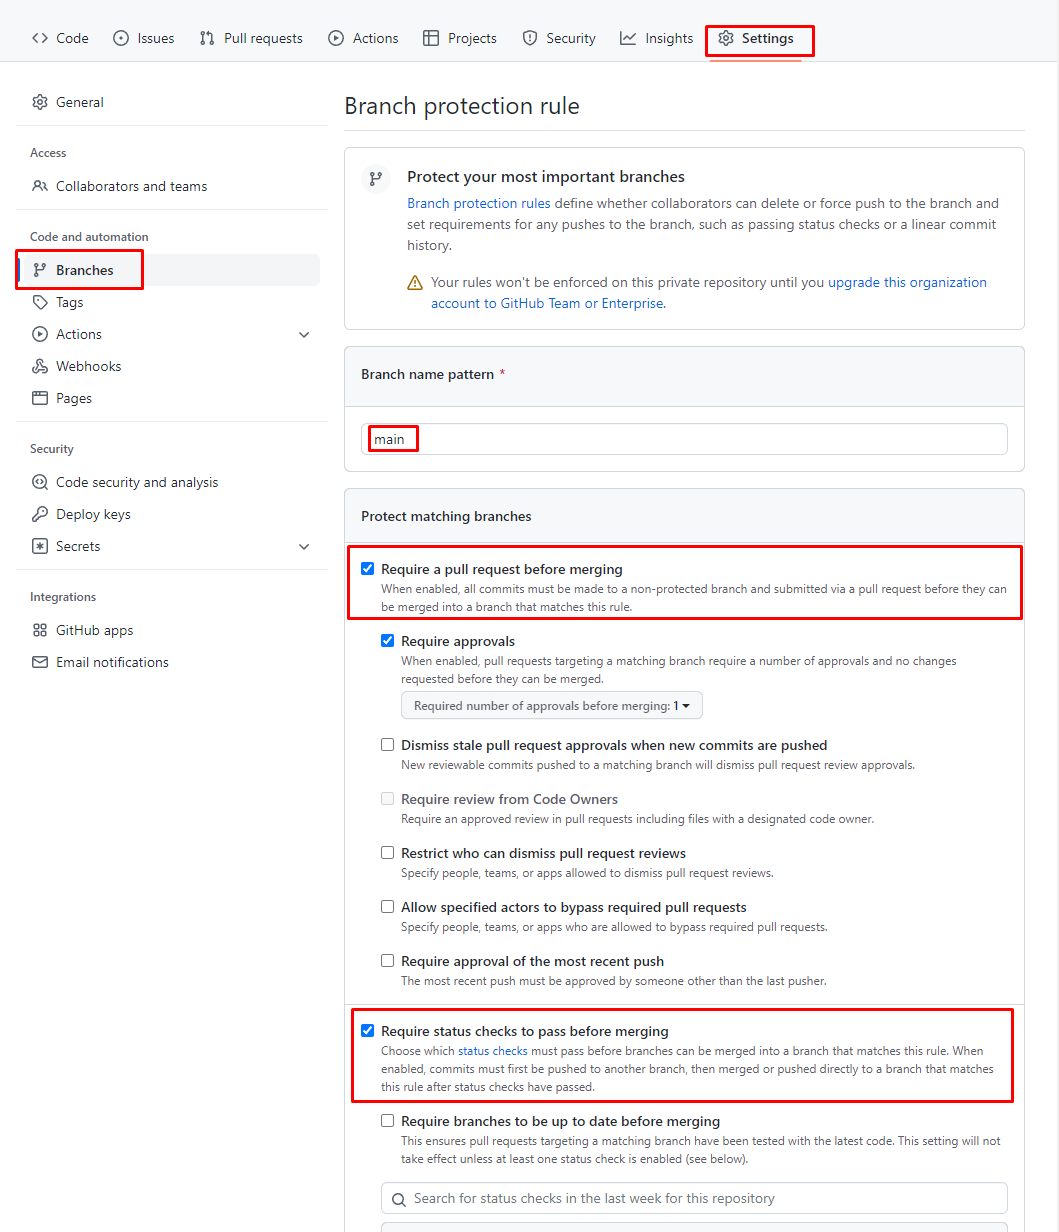 Code
Issues
Pull requests
Actions
Projects
Security
Insights
Settings
General
Access
Collaborators and teams
Code and automation
Branches
Tags
Actions
Webhooks
Pages
Security
Code security and analysis
Deploy keys
Secrets
Integrations
GitHub apps
Email notifications
Branch protection rule
Protect your most important branches
Branch protection rules define whether collaborators can delete or force push to the branch and
set requirements for any pushes to the branch, such as passing status checks or a linear commit
history.
Your rules won't be enforced on this private repository until you upgrade this organization
account to GitHub Team or Enterprise.
Branch name pattern *
main
Protect matching branches
Require a pull request before merging
When enabled, all commits must be made to a non-protected branch and submitted via a pull request before they can
be merged into a branch that matches this rule.
Require approvals
When enabled, pull requests targeting a matching branch require a number of approvals and no changes
requested before they can be merged.
Required number of approvals before merging: 1
Dismiss stale pull request approvals when new commits are pushed
New reviewable commits pushed to a matching branch will dismiss pull request review approvals.
Require review from Code Owners
Require an approved review in pull requests including files with a designated code owner.
Restrict who can dismiss pull request reviews
Specify people, teams, or apps allowed to dismiss pull request reviews.
Allow specified actors to bypass required pull requests
Specify people, teams, or apps who are allowed to bypass required pull requests.
Require approval of the most recent push
The most recent push must be approved by someone other than the last pusher.
Require status checks to pass before merging
Choose which status checks must pass before branches can be merged into a branch that matches this rule. When
enabled, commits must first be pushed to another branch, then merged or pushed directly to a branch that matches
this rule after status checks have passed.
Require branches to be up to date before merging
This ensures pull requests targeting a matching branch have been tested with the latest code. This setting will not
take effect unless at least one status check is enabled (see below).
Search for status checks in the last week for this repository